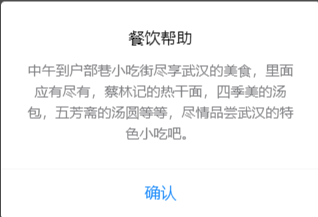 餐饮帮助
中午到户部巷小吃街尽享武汉的美食，里面
应有尽有，蔡林记的热干面，四季美的汤
包，五芳斋的汤圆等等，尽情品尝武汉的特
色小吃吧。
确认